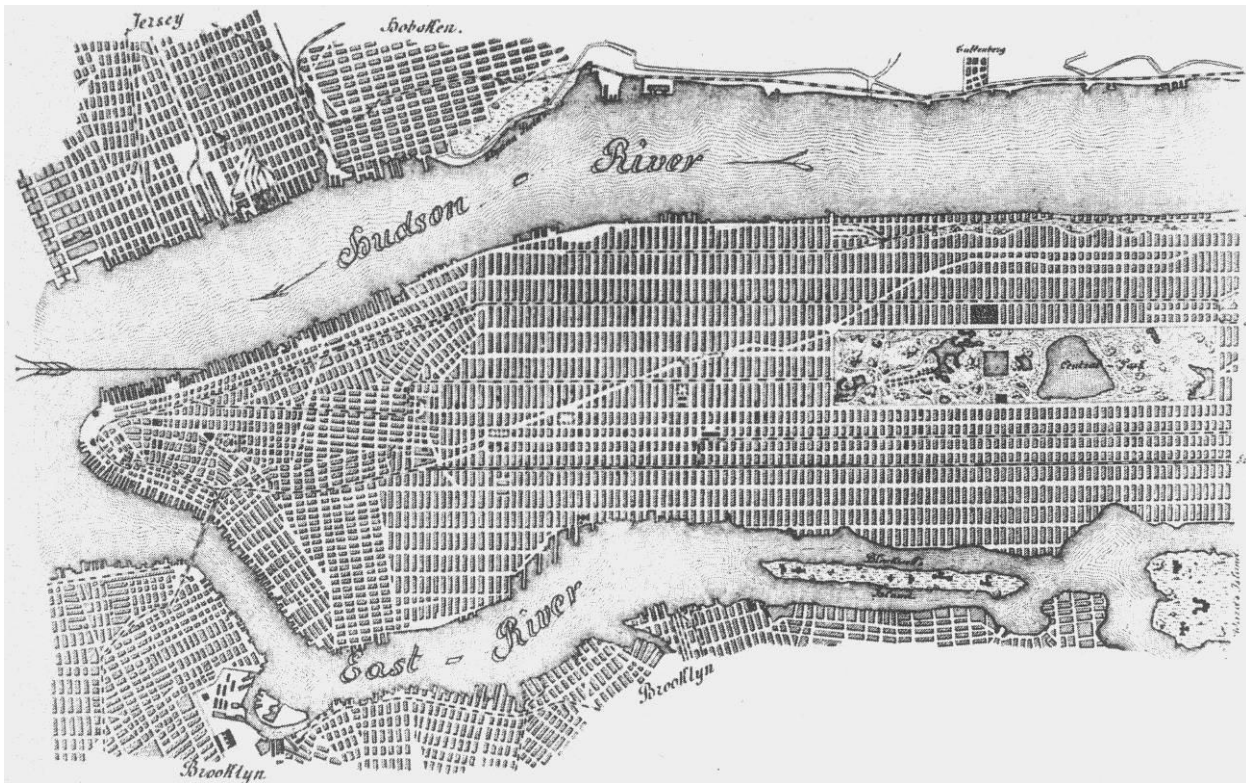 Jersey
Hoboken.
Guttenberg
Hudson River
Central-Park
East-River
Brooklyn
Brooklyn